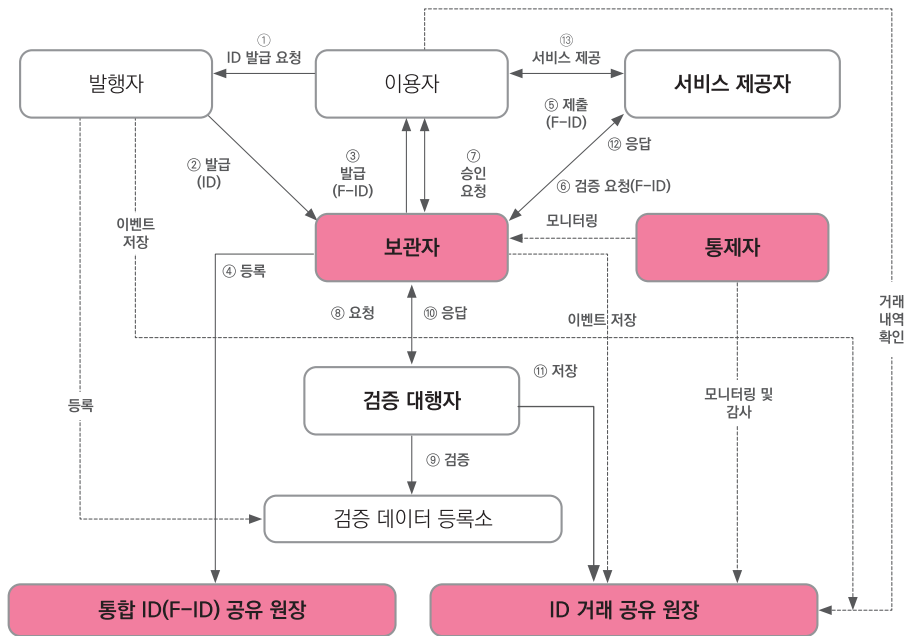 ①
ID 발급 요청
⑬
서비스 제공
발행자
이용자
서비스 제공자
⑤ 제출
(F-ID)
⑫ 응답
② 발급
(ID)
③
발급
(F-ID)
⑦
승인
요청
⑥ 검증 요청(F-ID)
이벤트
저장
모니터링
보관자
통제자
④ 등록
⑧ 요청
⑩ 응답
이벤트 저장
거래
내역
확인
⑪ 저장
검증 대행자
등록
모니터링 및
감사
⑨ 검증
검증 데이터 등록소
통합 ID(F-ID) 공유 원장
ID 거래 공유 원장